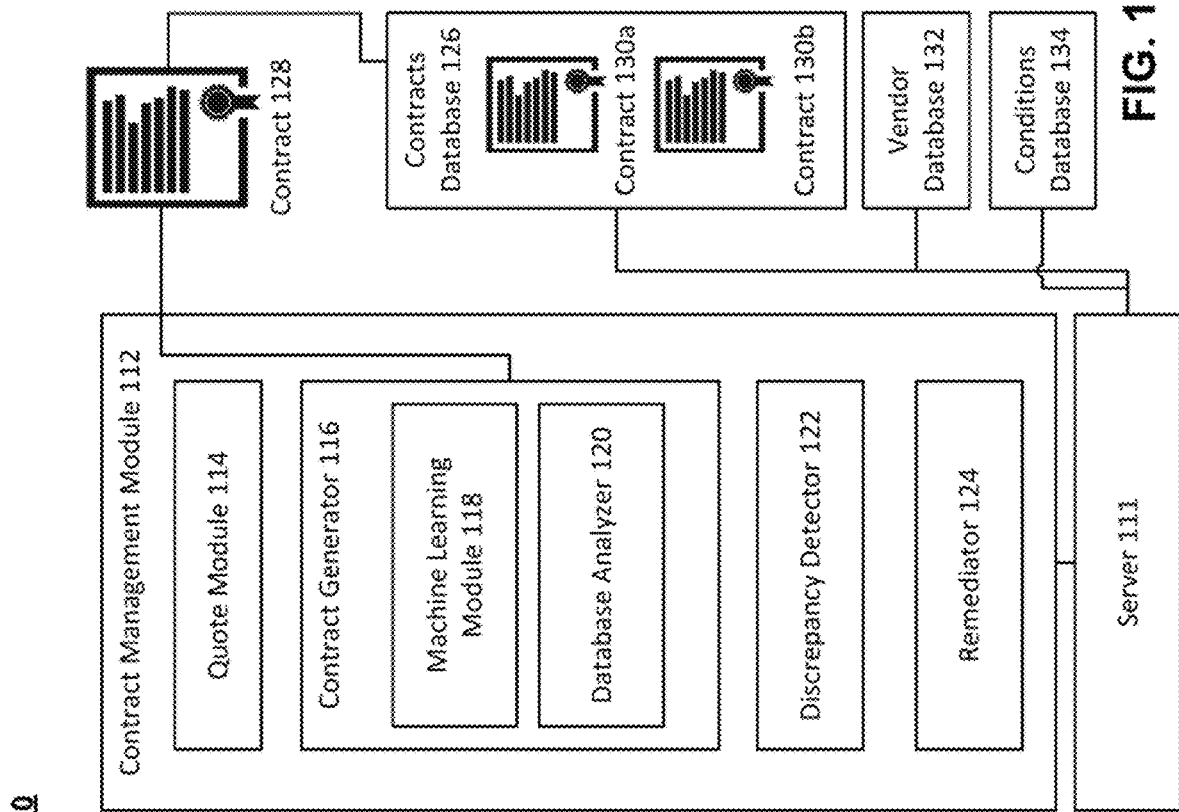 0
Contract Management Module 112
Quote Module 114
Contract Generator 116
Machine Learning
Module 118
Database Analyzer 120
Discrepancy Detector 122
Remediator 124
Server 111
Contract 128
Contracts
Database 126
Contract 130a
Contract 130b
Vendor
Database 132
Conditions
Database 134
FIG. 1